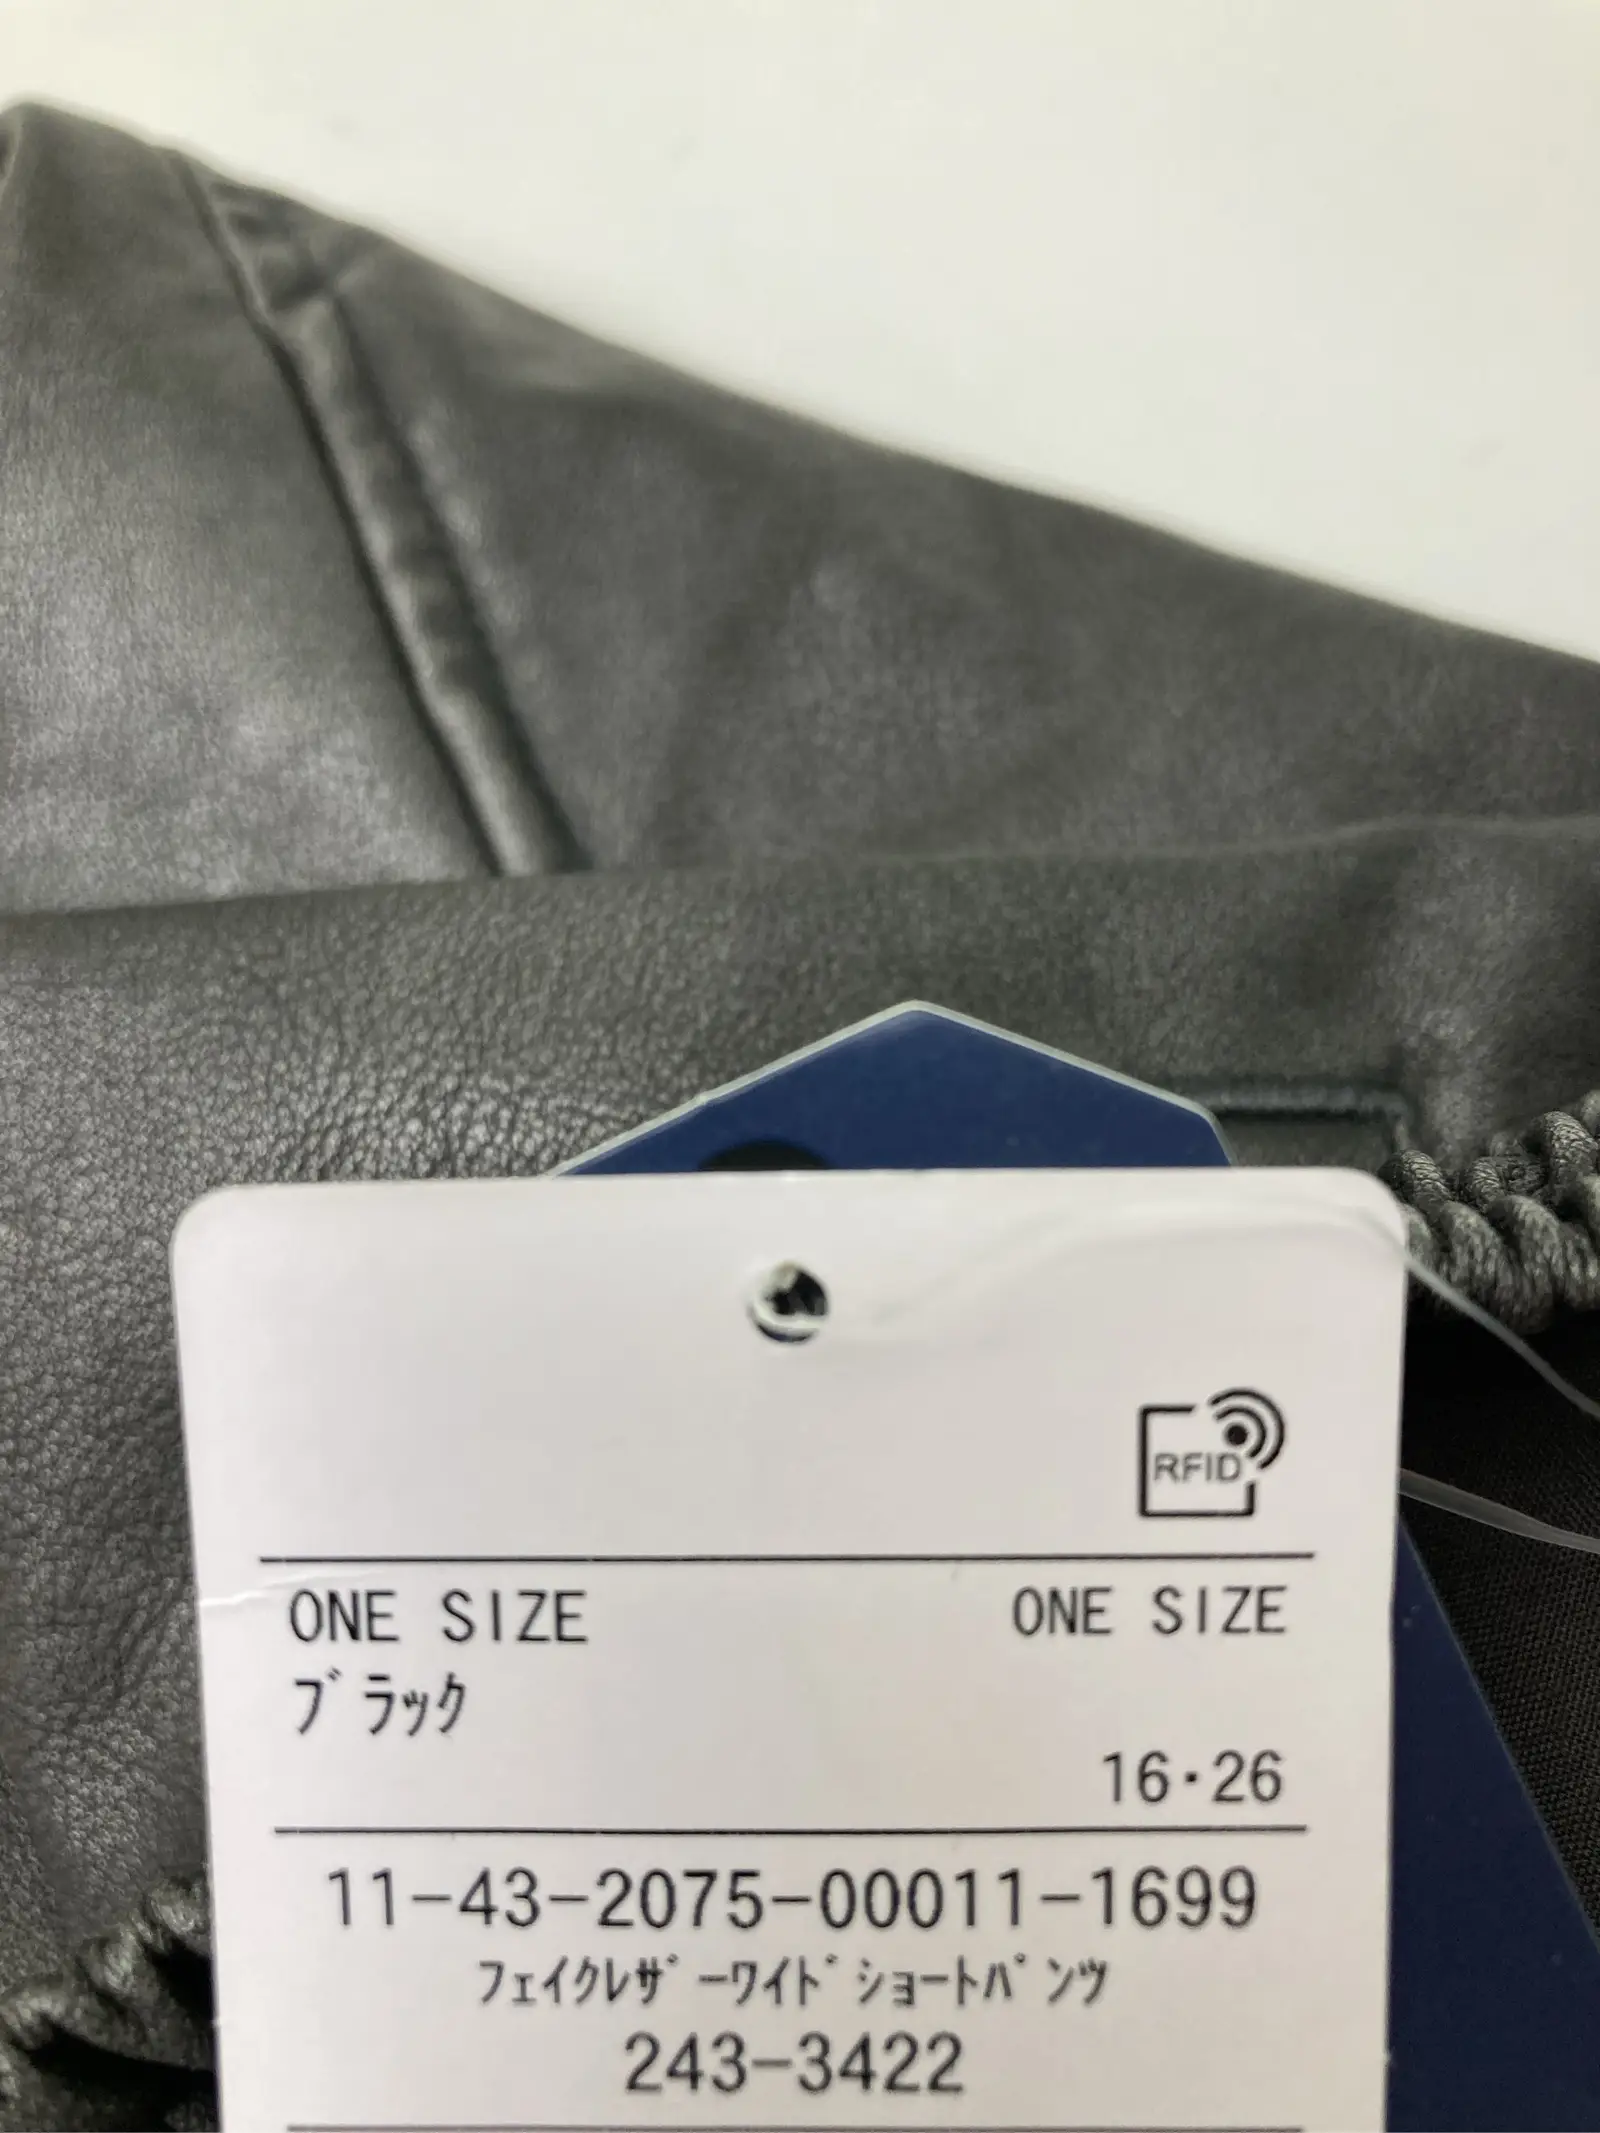 RFID
ONE SIZE ONE SIZE
ﾌﾞﾗｯｸ
16・26
11-43-2075-00011-1699
ﾌｪｲｸﾚｻﾞｰﾜｲﾄﾞｼｮｰﾄﾊﾟﾝﾂ
243-3422